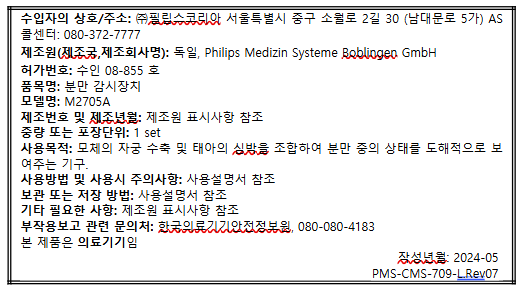 수입자의 상호/주소: ㈜필립스코리아 서울특별시 중구 소월로 2길 30 (남대문로 5가) AS
콜센터: 080-372-7777
제조원(제조국,제조회사명): 독일, Philips Medizin Systeme Boblingen GmbH
허가번호: 수인 08-855 호
품목명: 분만 감시장치
모델명: M2705A
제조번호 및 제조년월: 제조원 표시사항 참조
중량 또는 포장단위: 1 set
사용목적: 모체의 자궁 수축 및 태아의 심박을 조합하여 분만 중의 상태를 도해적으로 보
여주는 기구.
사용방법 및 사용시 주의사항: 사용설명서 참조
보관 또는 저장 방법: 사용설명서 참조
기타 필요한 사항: 제조원 표시사항 참조
부작용보고 관련 문의처: 한국의료기기안전정보원, 080-080-4183
본 제품은 의료기기임
작성년월: 2024-05
PMS-CMS-709-L.Rev07